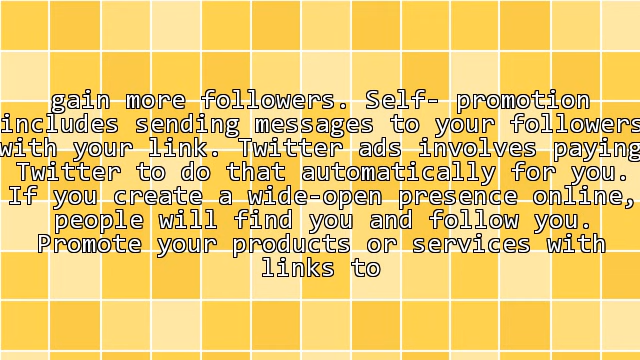 gain more followers. Self- promotion
includes sending messages to your followers
with your link. Twitter ads involves paying
Twitter to do that automatically for you.
If you create a wide-open presence online,
people will find you and follow you.
Promote your products or services with
links to